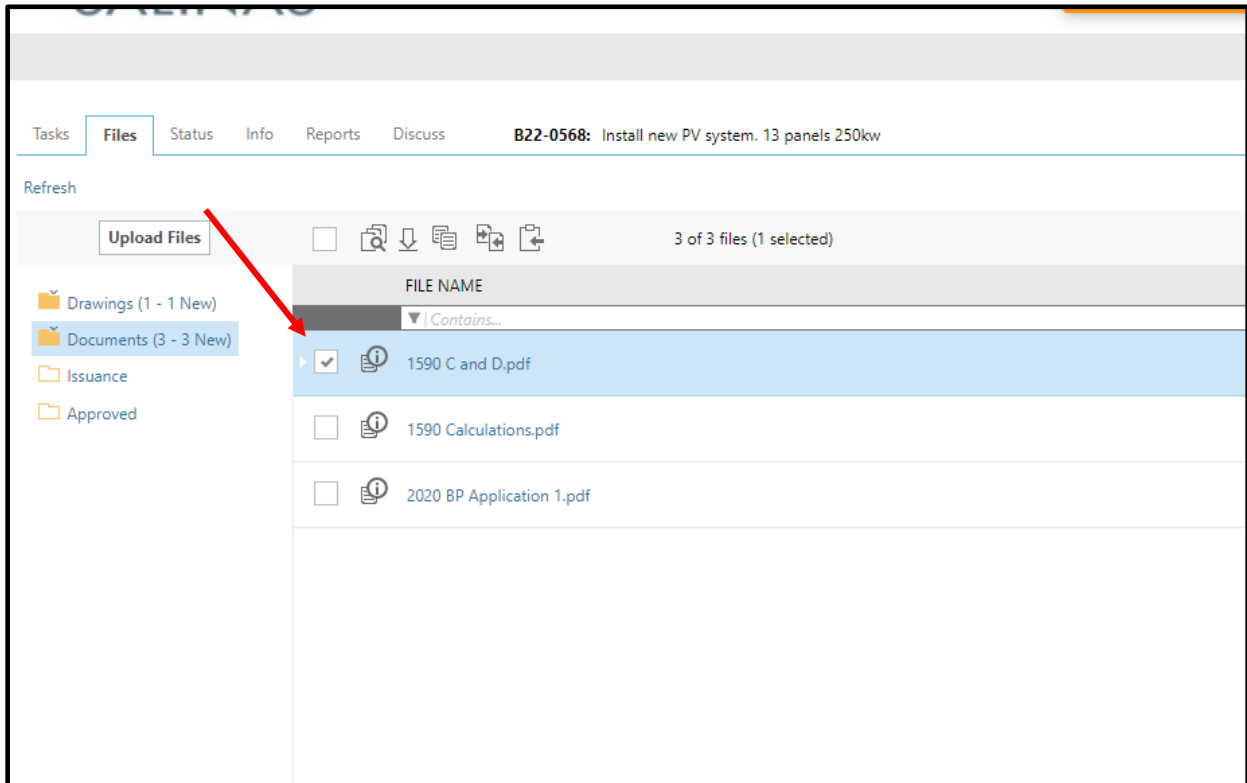 Tasks Files Status Info Reports Discuss B22-0568: Install new PV system. 13 panels 250kw
Refresh
Upload Files 3 of 3 files (1 selected)
FILE NAME
Contains...
Drawings (1 - 1 New)
Documents (3 - 3 New)
Issuance
Approved
1590 C and D.pdf
1590 Calculations.pdf
2020 BP Application 1.pdf